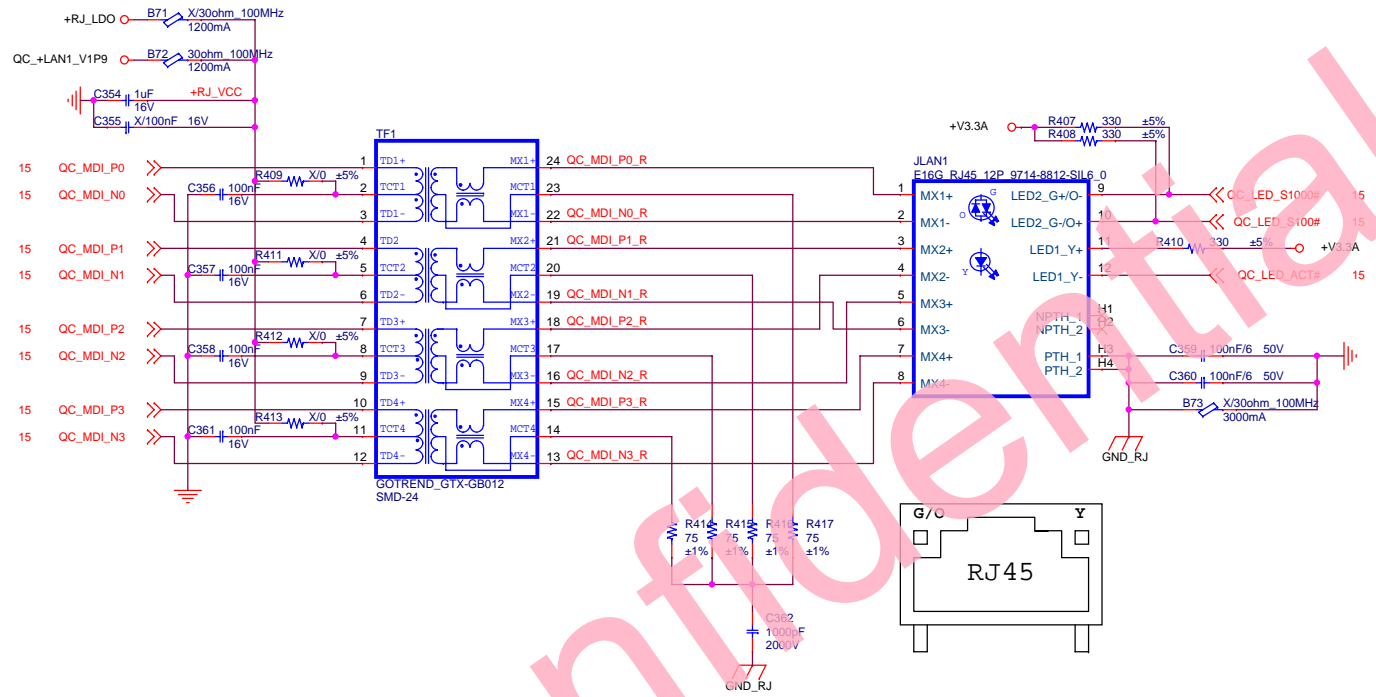 +RJ_LDO
B71
X/30ohm_100MHz
1200mA
QC_+LAN1_V1P9
B72
30ohm_100MHz
1200mA
C354
1uF
16V
+RJ_VCC
C355
X/100nF 16V
15 QC_MDI_P0
15 QC_MDI_N0
15 QC_MDI_P1
15 QC_MDI_N1
15 QC_MDI_P2
15 QC_MDI_N2
15 QC_MDI_P3
15 QC_MDI_N3
R409 X/0 ±5%
C356 100nF
16V
R411 X/0 ±5%
C357 100nF
16V
R412 X/0 ±5%
C358 100nF
16V
R413 X/0 ±5%
C361 100nF
16V
TF1
1 TD1+ MX1+ 24 QC_MDI_P0_R
2 TCT1 MCT1 23
3 TD1- MX1- 22 QC_MDI_N0_R
4 TD2 MX2+ 21 QC_MDI_P1_R
5 TCT2 MCT2 20
6 TD2- MX2- 19 QC_MDI_N1_R
7 TD3+ MX3+ 18 QC_MDI_P2_R
8 TCT3 MCT3 17
9 TD3- MX3- 16 QC_MDI_N2_R
10 TD4+ MX4+ 15 QC_MDI_P3_R
11 TCT4 MCT4 14
12 TD4- MX4- 13 QC_MDI_N3_R
GOTREND_GTX-GB012
SMD-24
R414
75
±1%
R415
75
±1%
R416
75
±1%
R417
75
±1%
C362
1000pF
2000V
GND_RJ
+V3.3A
R407 330 ±5%
R408 330 ±5%
JLAN1
E16G_RJ45_12P_9714-8812-SIL6_0
1 MX1+ LED2_G+/O- 9 QC_LED_S1000# 15
2 MX1- LED2_G-/O+ 10 QC_LED_S100# 15
3 MX2+ LED1_Y+ 11 R410 330 ±5% +V3.3A
4 MX2- LED1_Y- 12 QC_LED_ACT# 15
5 MX3+ NPTH_1 H1
6 MX3- NPTH_2 H2
7 MX4+ PTH_1 H3
8 MX4- PTH_2 H4
G
O
Y
C359 100nF/6 50V
C360 100nF/6 50V
B73 X/30ohm_100MHz
3000mA
GND_RJ
G/O Y
RJ45
nfidential